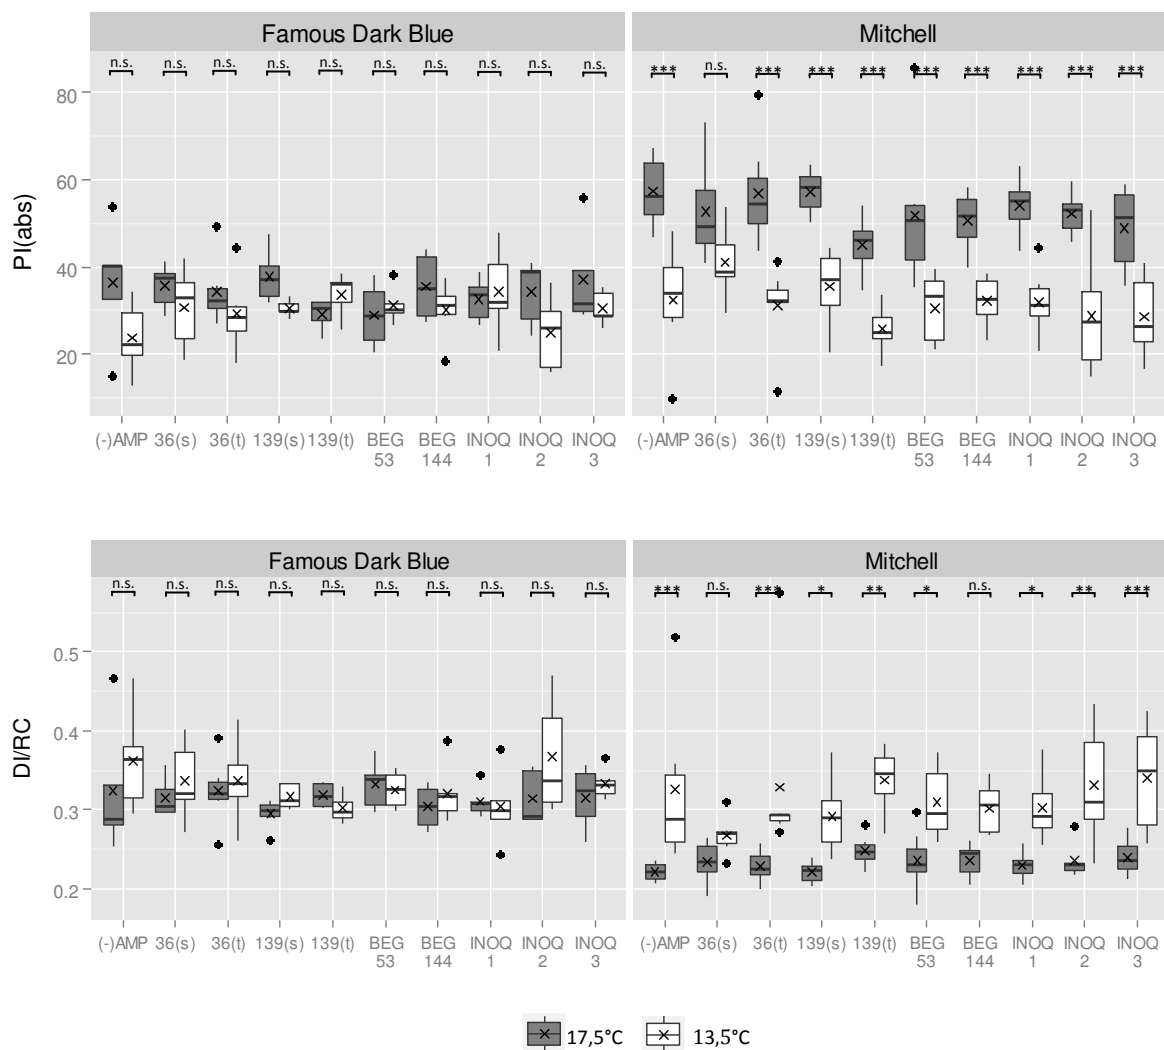 Famous Dark Blue Mitchell
n.s. n.s. n.s. n.s. n.s. n.s. n.s. n.s. n.s. n.s. *** n.s. *** *** *** *** *** *** *** ***
PI(abs)
80
60
40
20
(-)AMP 36(s) 36(t) 139(s) 139(t) BEG INOQ INOQ INOQ (-)AMP 36(s) 36(t) 139(s) 139(t) BEG BEG INOQ INOQ INOQ
53 144 1 2 3 53 144 1 2 3
Famous Dark Blue Mitchell
n.s. n.s. n.s. n.s. n.s. n.s. n.s. n.s. n.s. n.s. *** n.s. *** * ** * n.s. * ** ***
DI/RC
0.5
0.4
0.3
0.2
(-)AMP 36(s) 36(t) 139(s) 139(t) BEG BEG INOQ INOQ INOQ (-)AMP 36(s) 36(t) 139(s) 139(t) BEG BEG INOQ INOQ INOQ
53 144 1 2 3 53 144 1 2 3
17,5°C 13,5°C